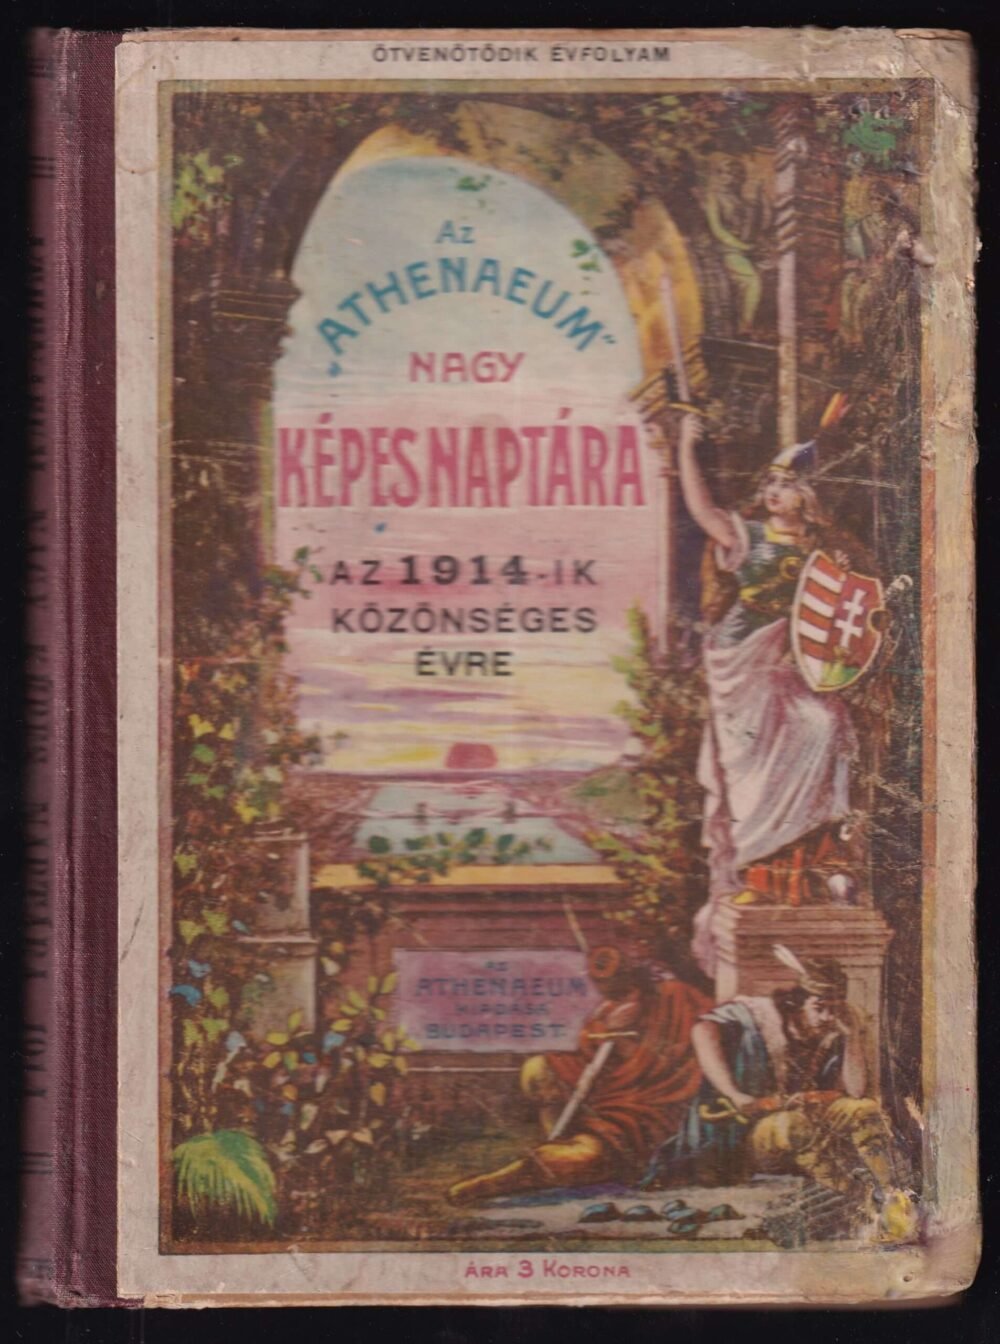 ÖTVENÖTÖDIK ÉVFOLYAM
Az
„ATHENAEUM”
NAGY
KÉPES NAPTÁRA
AZ 1914-IK
KÖZÖNSÉGES
ÉVRE
AZ
ATHENAEUM
KIADÁSA
BUDAPEST.
ÁRA 3 KORONA